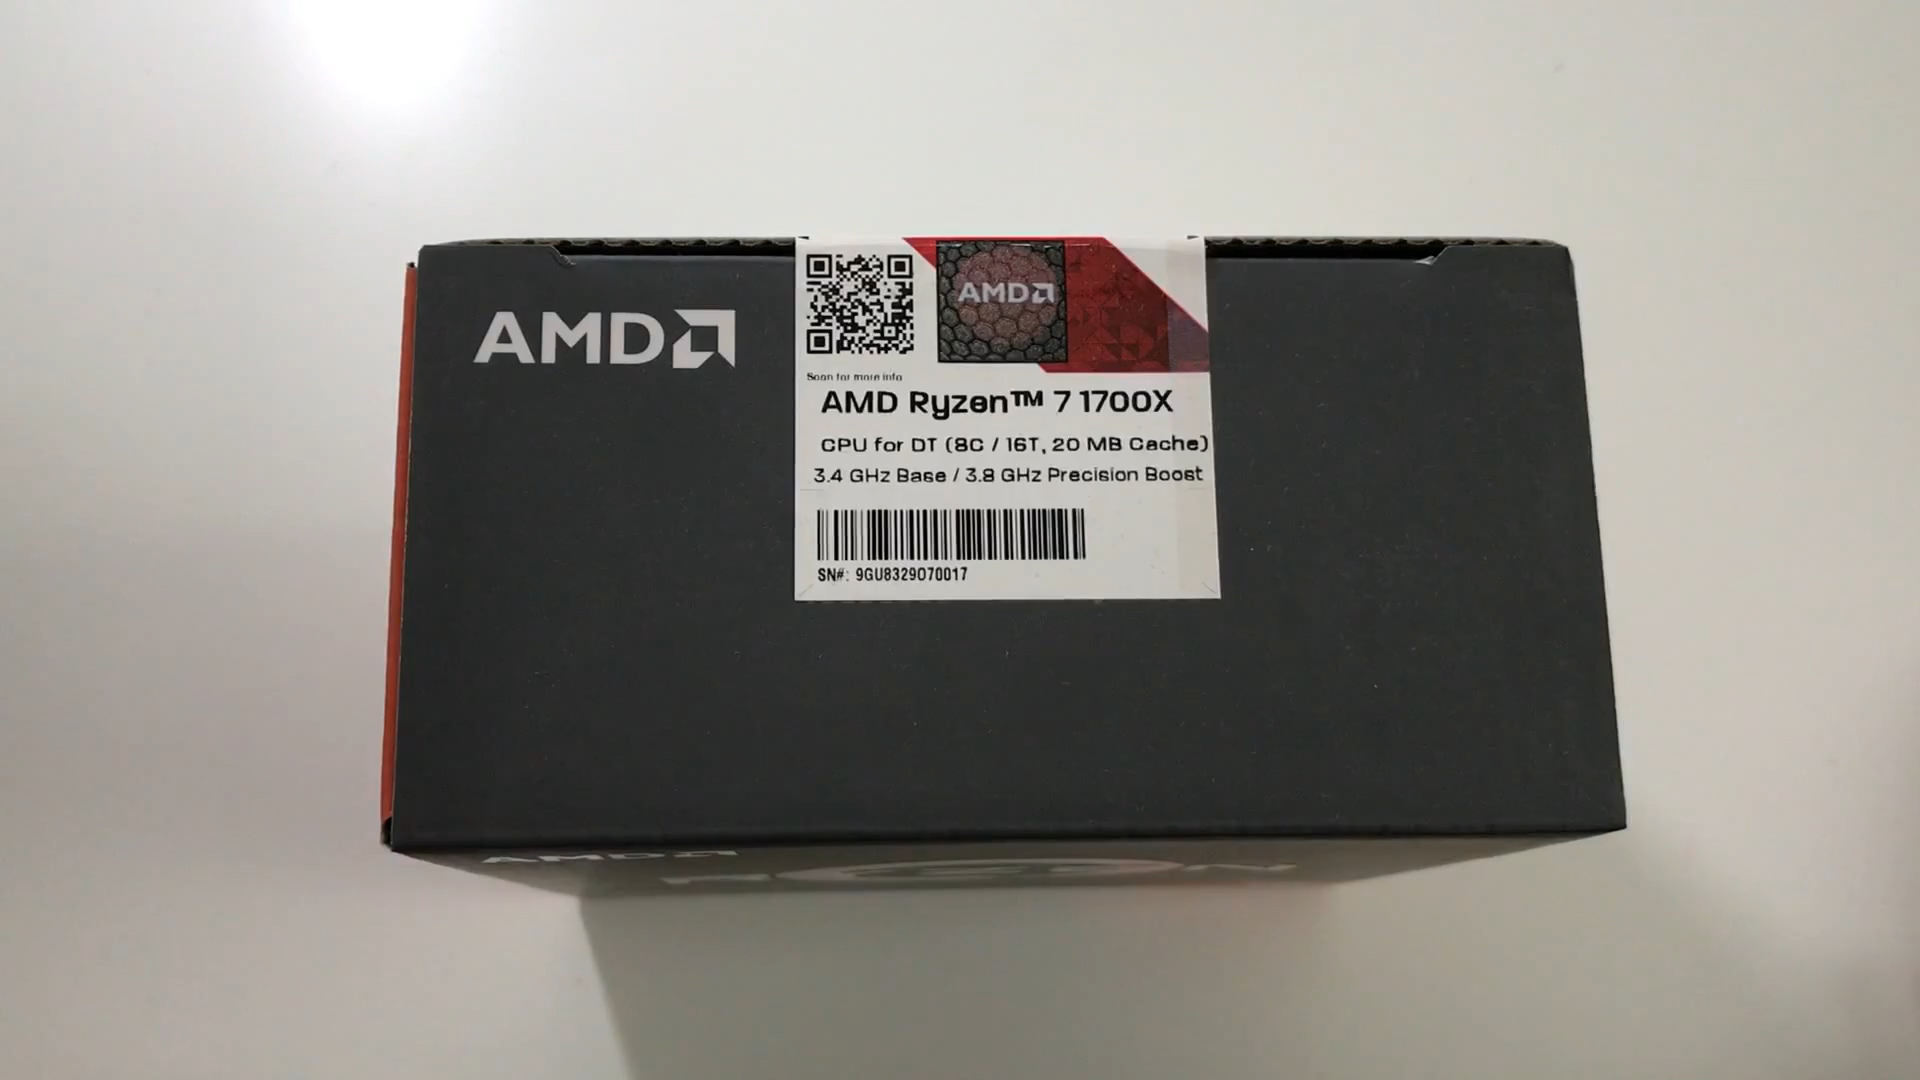 AMD
AMD
Scan for more info
AMD Ryzen™ 7 1700X
CPU for DT (8C / 16T, 20 MB Cache)
3.4 GHz Base / 3.8 GHz Precision Boost
SN#: 9GU8329070017
AMD